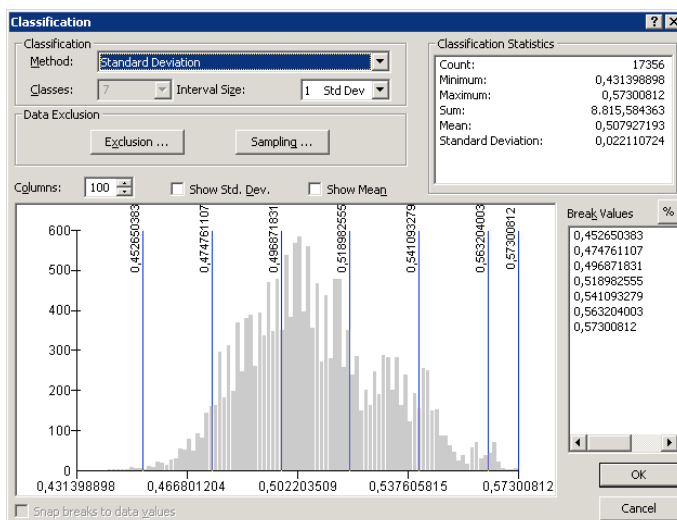 Classification
Classification
Method: Standard Deviation
Classes: 7 Interval Size: 1 Std Dev
Data Exclusion
Exclusion ... Sampling ...
Classification Statistics
Count: 17356
Minimum: 0,431398898
Maximum: 0,57300812
Sum: 8.815,584363
Mean: 0,507927193
Standard Deviation: 0,022110724
Columns: 100 Show Std. Dev. Show Mean
Break Values %
0,452650383
0,474761107
0,496871831
0,518982555
0,541093279
0,563204003
0,57300812
600
500
400
300
200
100
0
0,452650383
0,474761107
0,496871831
0,518982555
0,541093279
0,563204003
0,57300812
0,431398898 0,466801204 0,502203509 0,537605815 0,57300812
Snap breaks to data values
OK
Cancel